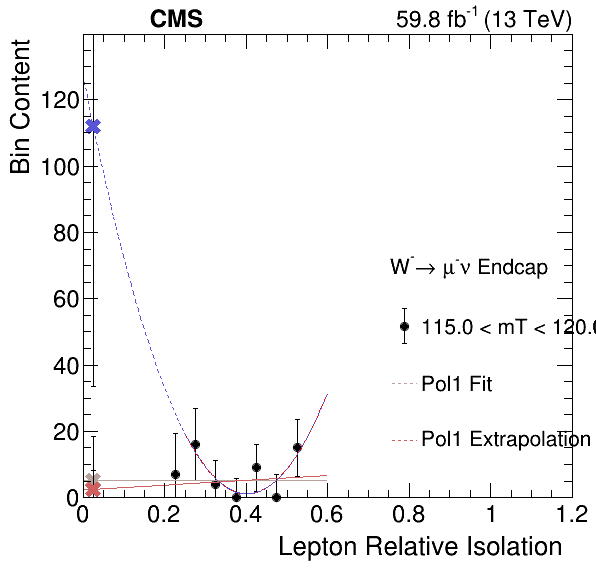 CMS
59.8 fb⁻¹ (13 TeV)
Bin Content
120
100
80
60
40
20
0
W⁻→ μ⁻ν Endcap
115.0 < mT < 120.0
Pol1 Fit
Pol1 Extrapolation
0 0.2 0.4 0.6 0.8 1 1.2
Lepton Relative Isolation